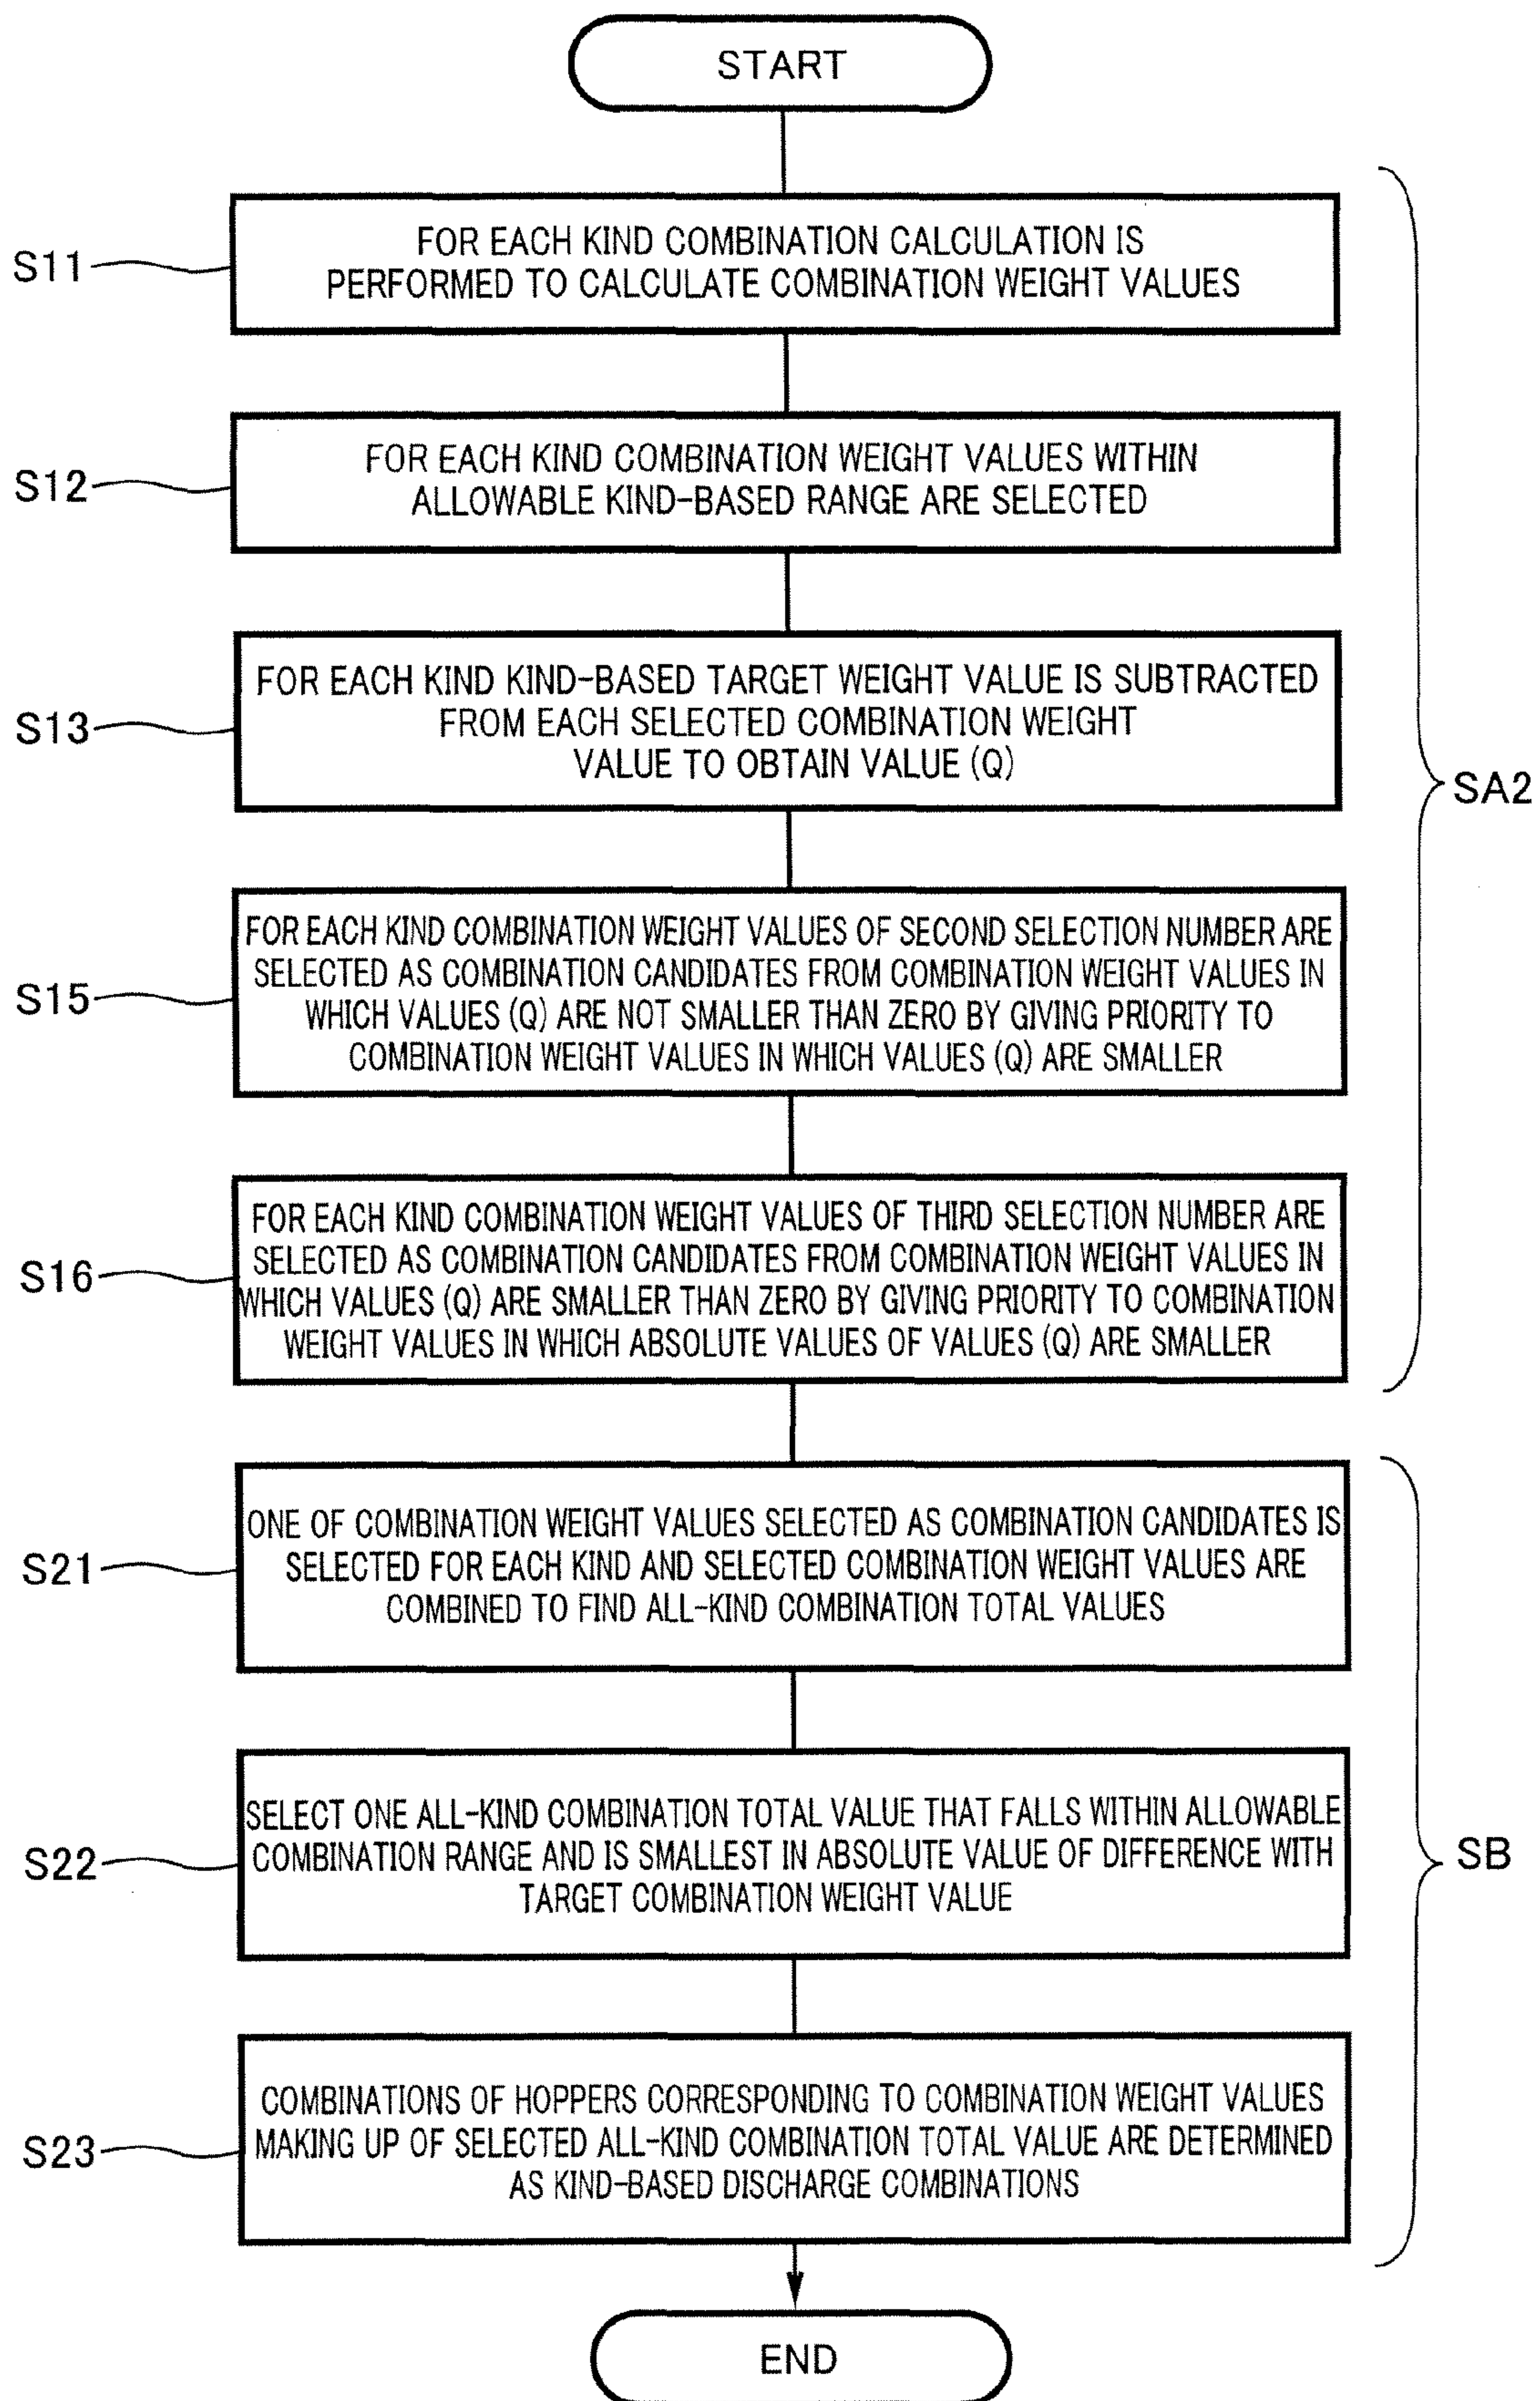 START
S11
FOR EACH KIND COMBINATION CALCULATION IS
PERFORMED TO CALCULATE COMBINATION WEIGHT VALUES
S12
FOR EACH KIND COMBINATION WEIGHT VALUES WITHIN
ALLOWABLE KIND-BASED RANGE ARE SELECTED
S13
FOR EACH KIND KIND-BASED TARGET WEIGHT VALUE IS SUBTRACTED
FROM EACH SELECTED COMBINATION WEIGHT
VALUE TO OBTAIN VALUE (Q)
SA2
S15
FOR EACH KIND COMBINATION WEIGHT VALUES OF SECOND SELECTION NUMBER ARE
SELECTED AS COMBINATION CANDIDATES FROM COMBINATION WEIGHT VALUES IN
WHICH VALUES (Q) ARE NOT SMALLER THAN ZERO BY GIVING PRIORITY TO
COMBINATION WEIGHT VALUES IN WHICH VALUES (Q) ARE SMALLER
S16
FOR EACH KIND COMBINATION WEIGHT VALUES OF THIRD SELECTION NUMBER ARE
SELECTED AS COMBINATION CANDIDATES FROM COMBINATION WEIGHT VALUES IN
WHICH VALUES (Q) ARE SMALLER THAN ZERO BY GIVING PRIORITY TO COMBINATION
WEIGHT VALUES IN WHICH ABSOLUTE VALUES OF VALUES (Q) ARE SMALLER
S21
ONE OF COMBINATION WEIGHT VALUES SELECTED AS COMBINATION CANDIDATES IS
SELECTED FOR EACH KIND AND SELECTED COMBINATION WEIGHT VALUES ARE
COMBINED TO FIND ALL-KIND COMBINATION TOTAL VALUES
S22
SELECT ONE ALL-KIND COMBINATION TOTAL VALUE THAT FALLS WITHIN ALLOWABLE
COMBINATION RANGE AND IS SMALLEST IN ABSOLUTE VALUE OF DIFFERENCE WITH
TARGET COMBINATION WEIGHT VALUE
SB
S23
COMBINATIONS OF HOPPERS CORRESPONDING TO COMBINATION WEIGHT VALUES
MAKING UP OF SELECTED ALL-KIND COMBINATION TOTAL VALUE ARE DETERMINED
AS KIND-BASED DISCHARGE COMBINATIONS
END